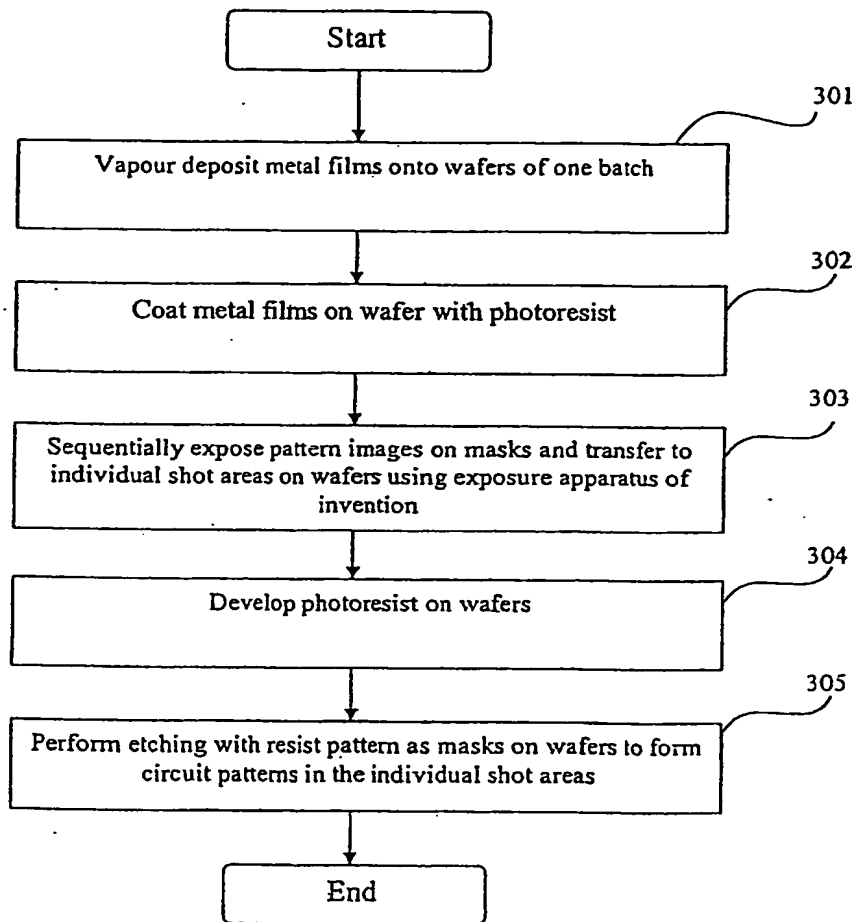 Start
301
Vapour deposit metal films onto wafers of one batch
302
Coat metal films on wafer with photoresist
303
Sequentially expose pattern images on masks and transfer to
individual shot areas on wafers using exposure apparatus of
invention
304
Develop photoresist on wafers
305
Perform etching with resist pattern as masks on wafers to form
circuit patterns in the individual shot areas
End